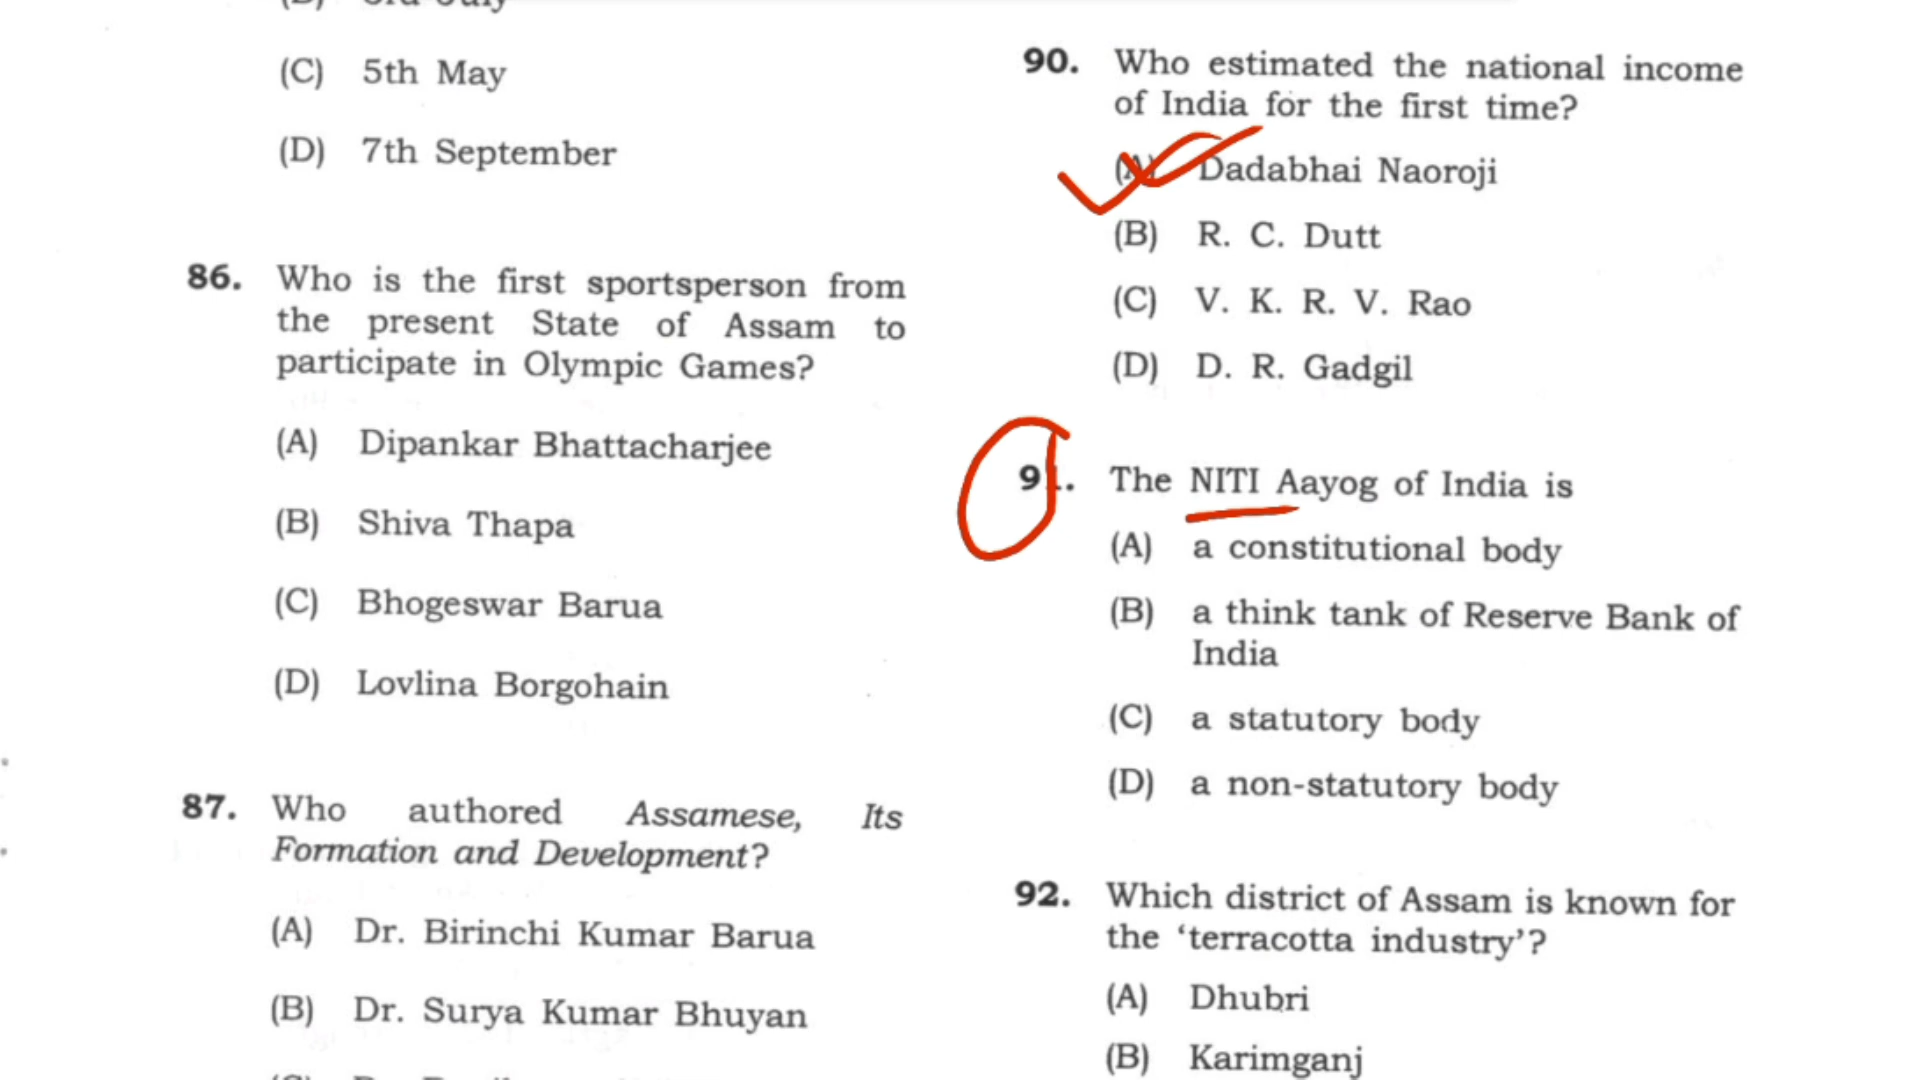 (C) 5th May
(D) 7th September
86. Who is the first sportsperson from
the present State of Assam to
participate in Olympic Games?
(A) Dipankar Bhattacharjee
(B) Shiva Thapa
(C) Bhogeswar Barua
(D) Lovlina Borgohain
87. Who authored Assamese, Its
Formation and Development?
(A) Dr. Birinchi Kumar Barua
(B) Dr. Surya Kumar Bhuyan
90. Who estimated the national income
of India for the first time?
(A) Dadabhai Naoroji
(B) R. C. Dutt
(C) V. K. R. V. Rao
(D) D. R. Gadgil
91. The NITI Aayog of India is
(A) a constitutional body
(B) a think tank of Reserve Bank of
India
(C) a statutory body
(D) a non-statutory body
92. Which district of Assam is known for
the ‘terracotta industry’?
(A) Dhubri
(B) Karimganj